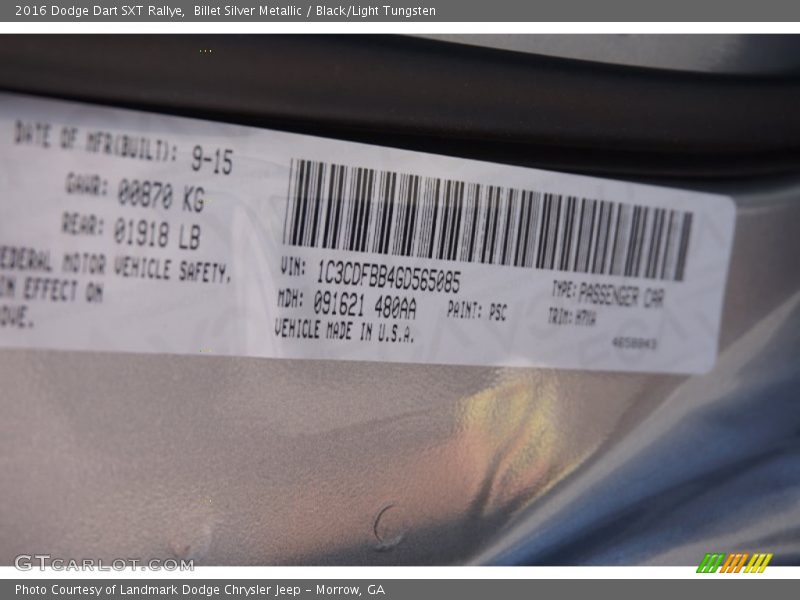 2016 Dodge Dart SXT Rallye, Billet Silver Metallic / Black/Light Tungsten
DATE OF MFR(BUILT): 9-15
GAWR: 00870 KG
REAR: 01918 LB
FEDERAL MOTOR VEHICLE SAFETY,
IN EFFECT ON
OVE.
VIN: 1C3CDFBB4GD565085
MDH: 091621 480AA
PAINT: PSC
VEHICLE MADE IN U.S.A.
TYPE: PASSENGER CAR
TRIM:
4658843
GTCARLOT.COM
Photo Courtesy of Landmark Dodge Chrysler Jeep – Morrow, GA